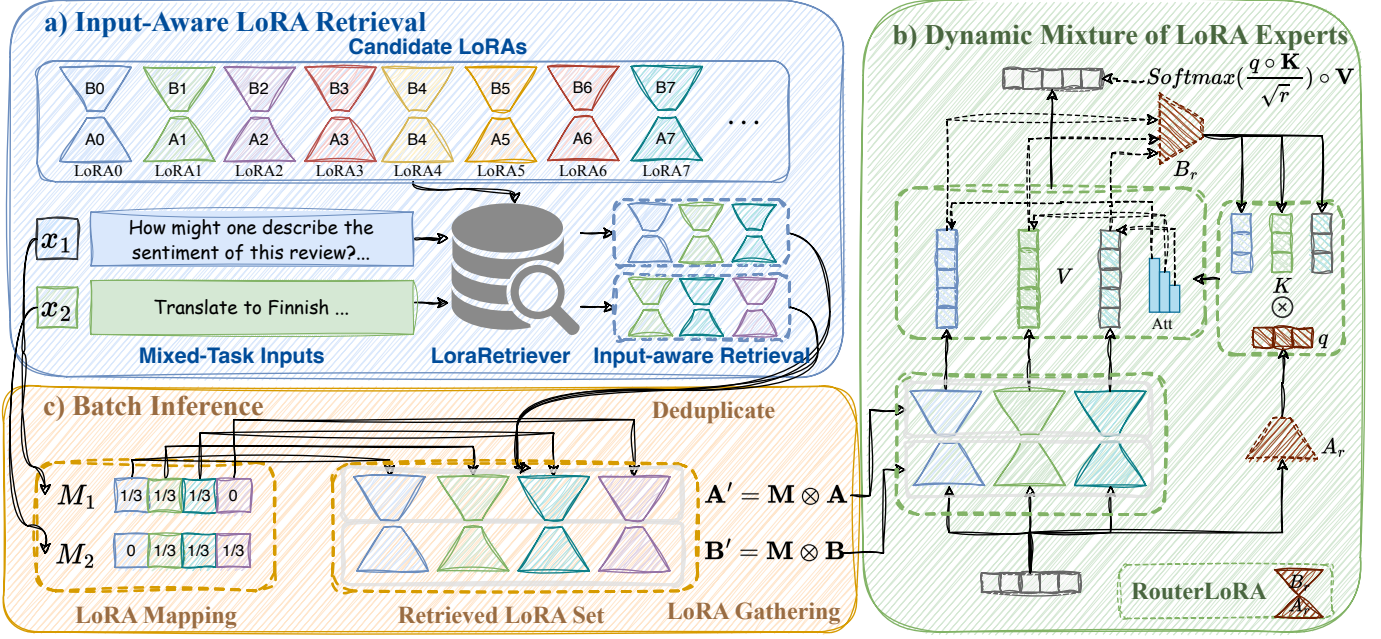 a) Input-Aware LoRA Retrieval
Candidate LoRAs
B0 B1 B2 B3 B4 B5 B6 B7
A0 A1 A2 A3 B4 A5 A6 A7
...
LoRA0 LoRA1 LoRA2 LoRA3 LoRA4 LoRA5 LoRA6 LoRA7
x₁
How might one describe the
sentiment of this review?...
x₂
Translate to Finnish ...
Mixed-Task Inputs
LoraRetriever
Input-aware Retrieval
b) Dynamic Mixture of LoRA Experts
Softmax(q ∘ K / √r) ∘ V
B_r
V
Att
K
⊗
q
A_r
RouterLoRA
B_r
A_r
c) Batch Inference
Deduplicate
M₁
1/3 1/3 1/3 0
M₂
0 1/3 1/3 1/3
A′ = M ⊗ A
B′ = M ⊗ B
LoRA Mapping
Retrieved LoRA Set
LoRA Gathering